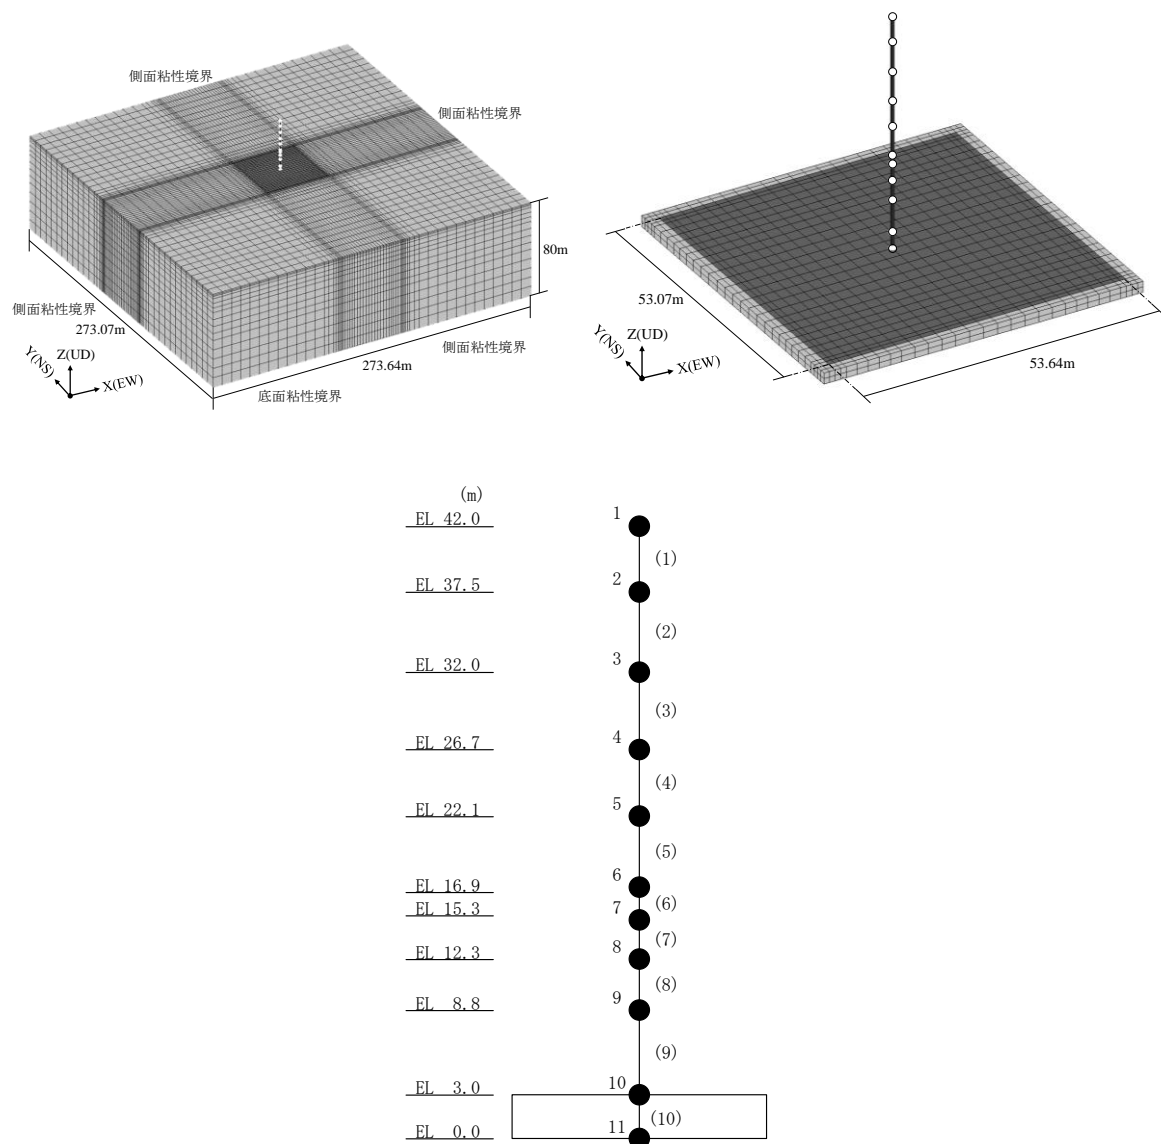 側面粘性境界
側面粘性境界
80m
側面粘性境界
273.07m
側面粘性境界
273.64m
底面粘性境界
Y(NS)
Z(UD)
X(EW)
53.07m
53.64m
Y(NS)
Z(UD)
X(EW)
(m)
EL 42.0
1
(1)
EL 37.5
2
(2)
EL 32.0
3
(3)
EL 26.7
4
(4)
EL 22.1
5
(5)
EL 16.9
6
(6)
EL 15.3
7
(7)
EL 12.3
8
(8)
EL 8.8
9
(9)
EL 3.0
10
(10)
EL 0.0
11